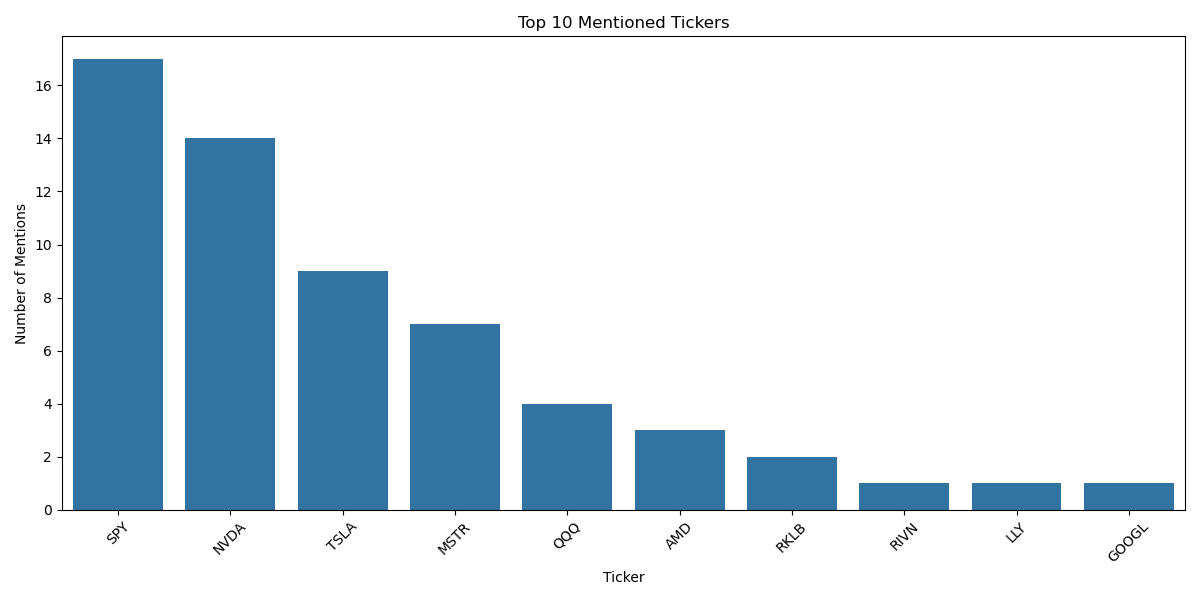 Top 10 Mentioned Tickers
Number of Mentions
16
14
12
10
8
6
4
2
0
SPY
NVDA
TSLA
MSTR
QQQ
AMD
RKLB
RIVN
LLY
GOOGL
Ticker